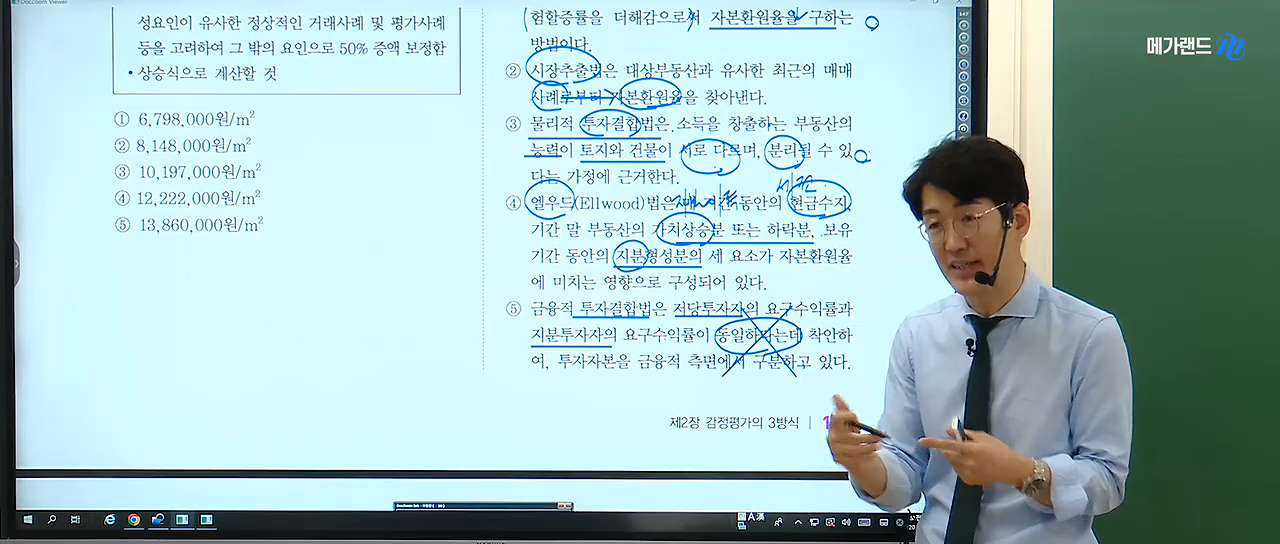 DocZoom Viewer
성요인이 유사한 정상적인 거래사례 및 평가사례
등을 고려하여 그 밖의 요인으로 50% 증액 보정함
• 상승식으로 계산할 것
① 6,798,000원/m²
② 8,148,000원/m²
③ 10,197,000원/m²
④ 12,222,000원/m²
⑤ 13,860,000원/m²
(험할증률을 더해감으로써 자본환원율을 구하는
방법이다.
② 시장추출법은 대상부동산과 유사한 최근의 매매
사례로부터 자본환원율을 찾아낸다.
③ 물리적 투자결합법은 소득을 창출하는 부동산의
능력이 토지와 건물이 서로 다르며, 분리될 수 있
다는 가정에 근거한다.
④ 엘우드(Ellwood)법은 동안의 현금수지,
기간 말 부동산의 가치상승분 또는 하락분, 보유
기간 동안의 지분형성분의 세 요소가 자본환원율
에 미치는 영향으로 구성되어 있다.
⑤ 금융적 투자결합법은 저당투자자의 요구수익률과
지분투자자의 요구수익률이 동일하다는데 착안하
여, 투자자본을 금융적 측면에서 구분하고 있다.
제2장 감정평가의 3방식
메가랜드